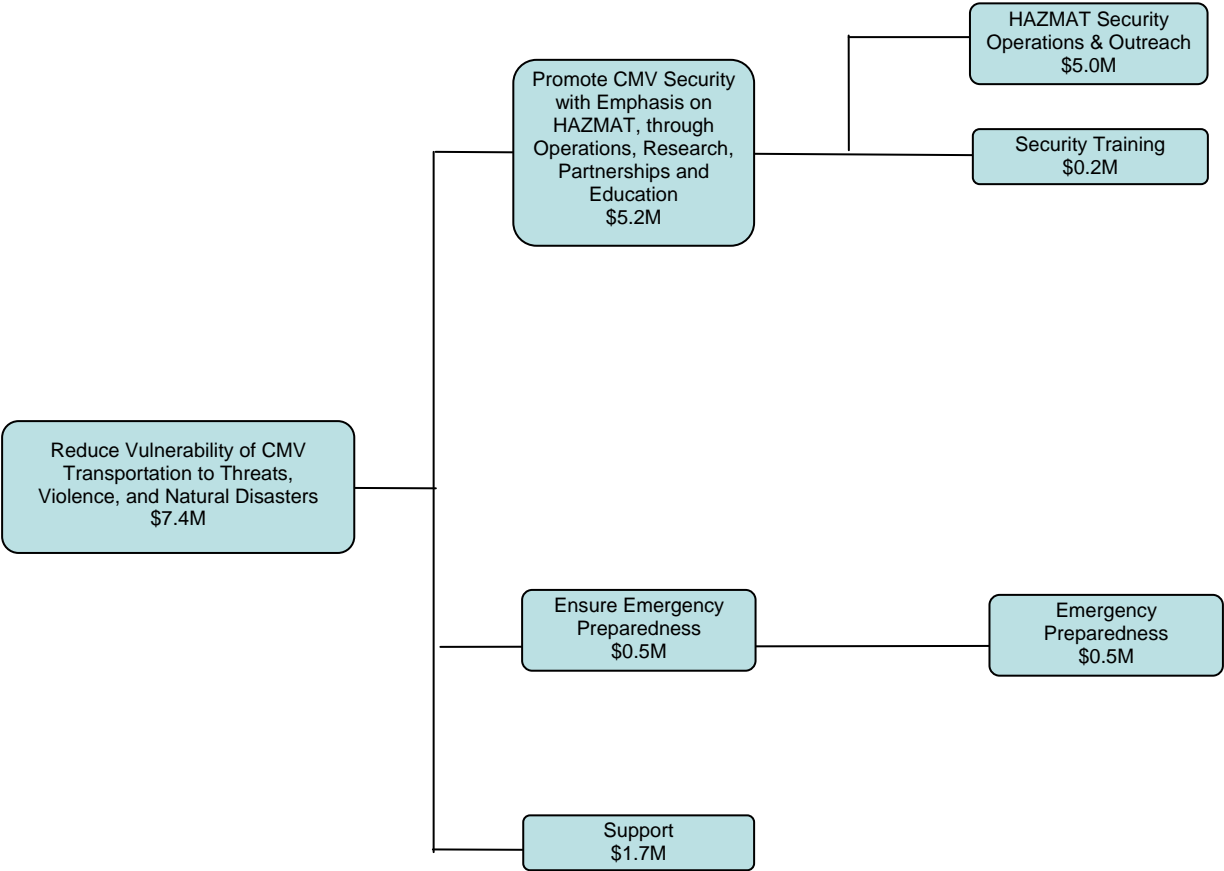 HAZMAT Security
Operations & Outreach
$5.0M
Promote CMV Security
with Emphasis on
HAZMAT, through
Operations, Research,
Partnerships and
Education
$5.2M
Security Training
$0.2M
Reduce Vulnerability of CMV
Transportation to Threats,
Violence, and Natural Disasters
$7.4M
Ensure Emergency
Preparedness
$0.5M
Emergency
Preparedness
$0.5M
Support
$1.7M